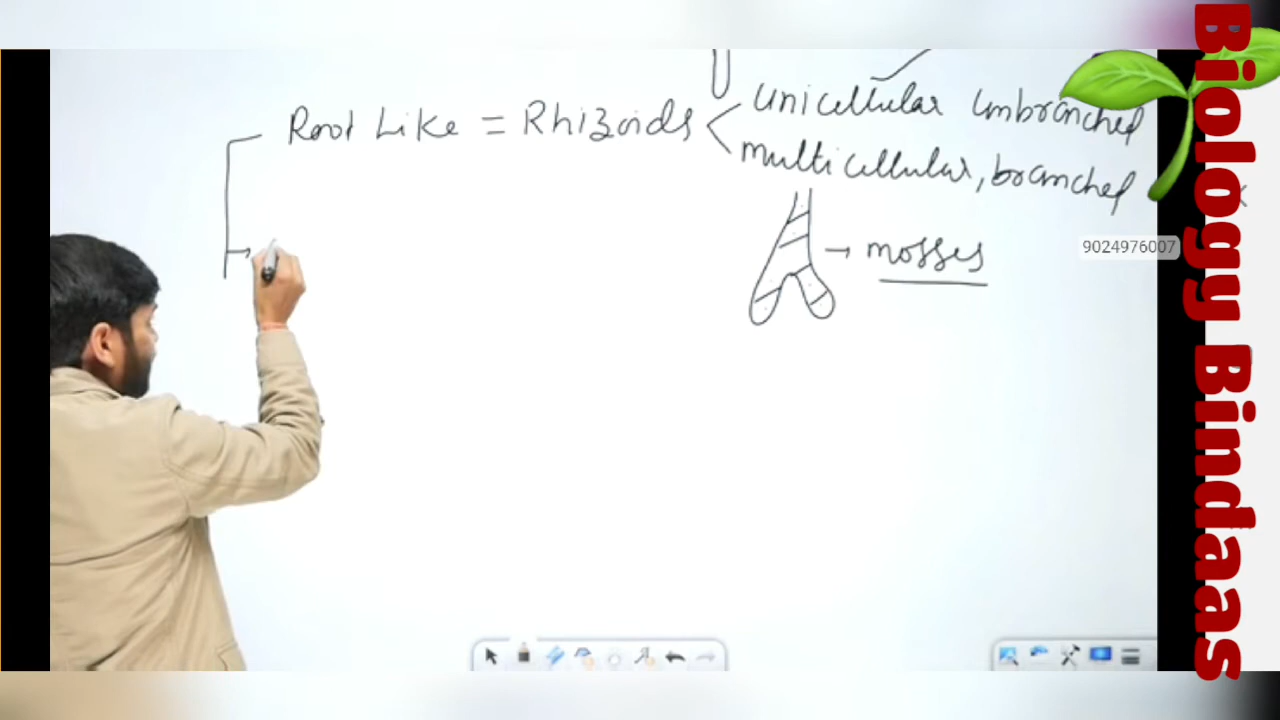 unicellular unbranched
Root Like = Rhizoids
multicellular, branched
→ mosses
9024976007
Biology Bindaas